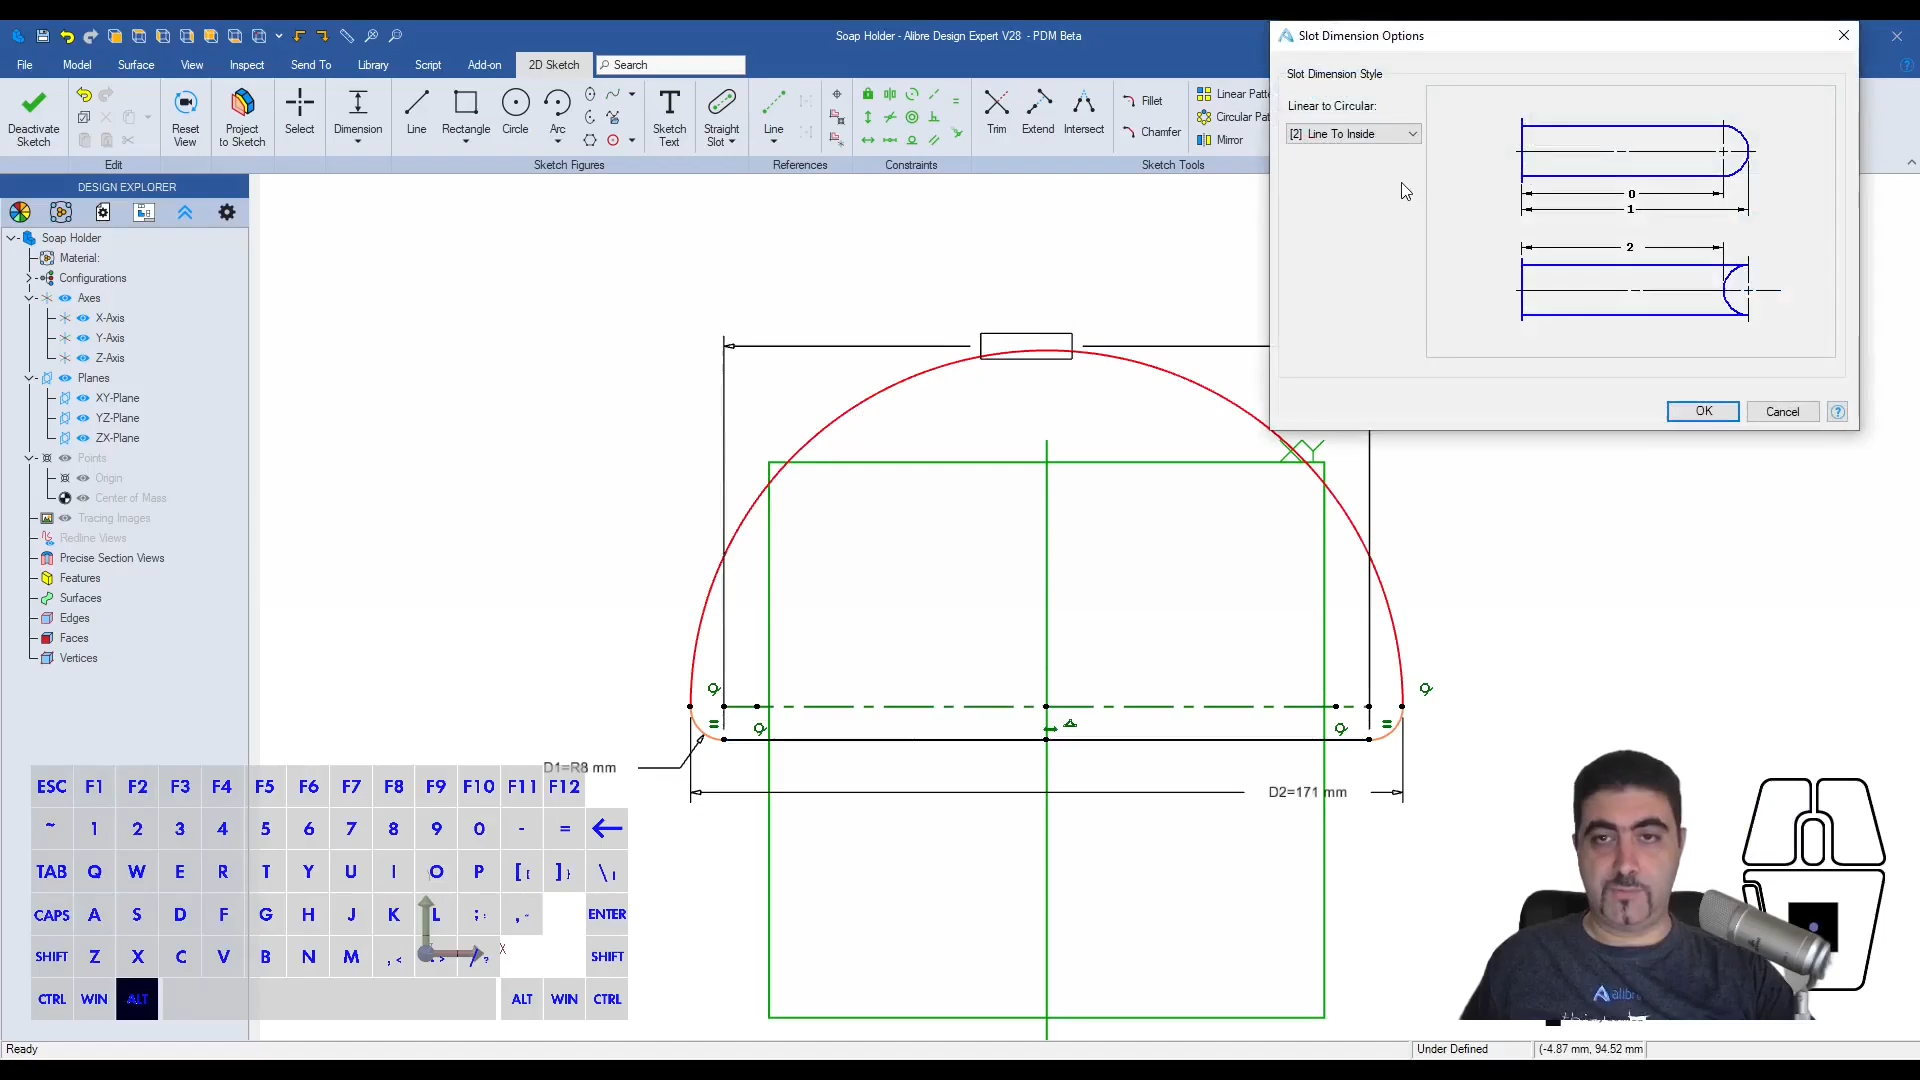 Soap Holder - Alibre Design Expert V28 - PDM Beta
File
Model
Surface
View
Inspect
Send To
Library
Script
Add-on
2D Sketch
Search
Deactivate Sketch
Edit
Reset View
Project to Sketch
Select
Dimension
Line
Rectangle
Circle
Arc
Sketch Text
Straight Slot
Sketch Figures
Line
References
Constraints
Trim
Extend
Intersect
Fillet
Chamfer
Linear Patte
Circular Pat
Mirror
Sketch Tools
Slot Dimension Options
Slot Dimension Style
Linear to Circular:
[2] Line To Inside
0
1
2
OK
Cancel
?
DESIGN EXPLORER
Soap Holder
Material:
Configurations
Axes
X-Axis
Y-Axis
Z-Axis
Planes
XY-Plane
YZ-Plane
ZX-Plane
Points
Origin
Center of Mass
Tracing Images
Redline Views
Precise Section Views
Features
Surfaces
Edges
Faces
Vertices
XY
D1=R8 mm
D2=171 mm
ESC F1 F2 F3 F4 F5 F6 F7 F8 F9 F10 F11 F12
~ 1 2 3 4 5 6 7 8 9 0 - =
TAB Q W E R T Y U I O P [ ] \
CAPS A S D F G H J K L ; , ENTER
SHIFT Z X C V B N M , < > / ? SHIFT
CTRL WIN ALT ALT WIN CTRL
X
alibre
Ready
Under Defined
(-4.87 mm, 94.52 mm